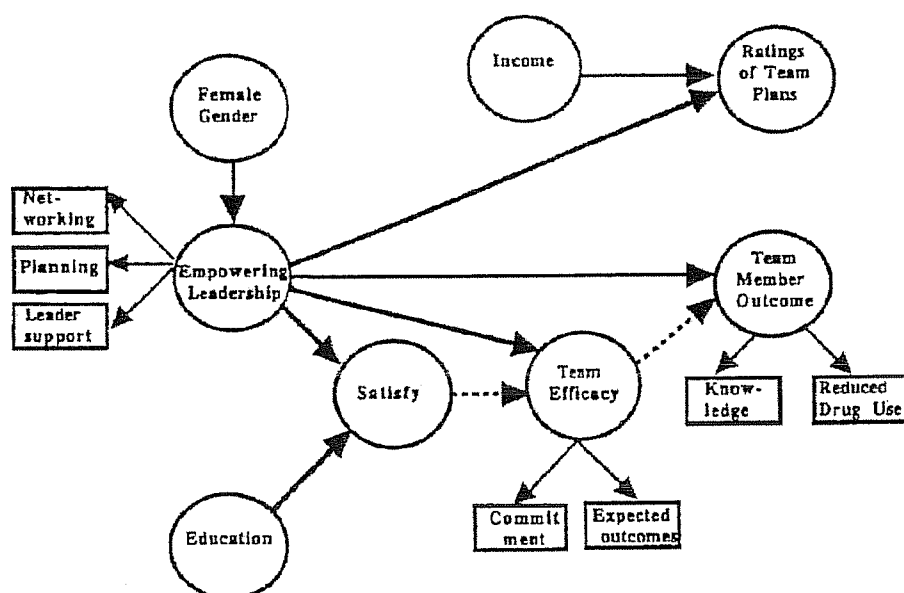 Income
Ratings
of Team
Plans
Female
Gender
Net-
working
Planning
Leader
support
Empowering
Leadership
Team
Member
Outcome
Satisfy
Team
Efficacy
Know-
ledge
Reduced
Drug Use
Education
Commit
ment
Expected
outcomes